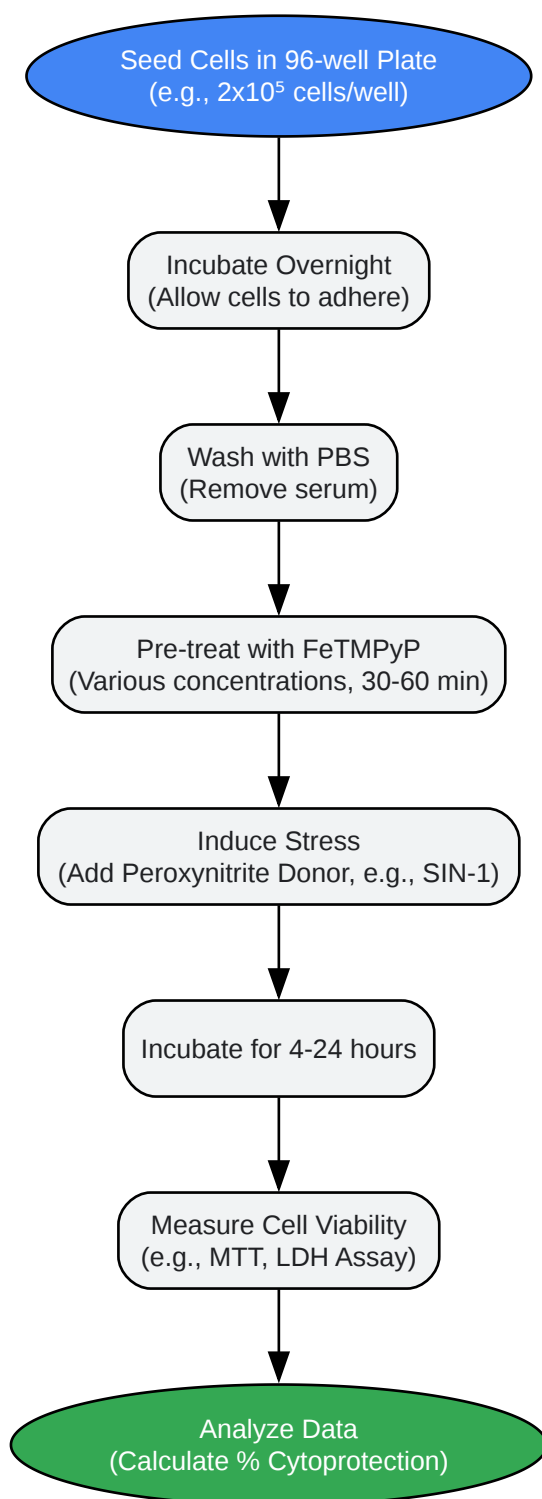 Seed Cells in 96-well Plate
(e.g., 2x10⁵ cells/well)
Incubate Overnight
(Allow cells to adhere)
Wash with PBS
(Remove serum)
Pre-treat with FeTMPyP
(Various concentrations, 30-60 min)
Induce Stress
(Add Peroxynitrite Donor, e.g., SIN-1)
Incubate for 4-24 hours
Measure Cell Viability
(e.g., MTT, LDH Assay)
Analyze Data
(Calculate % Cytoprotection)